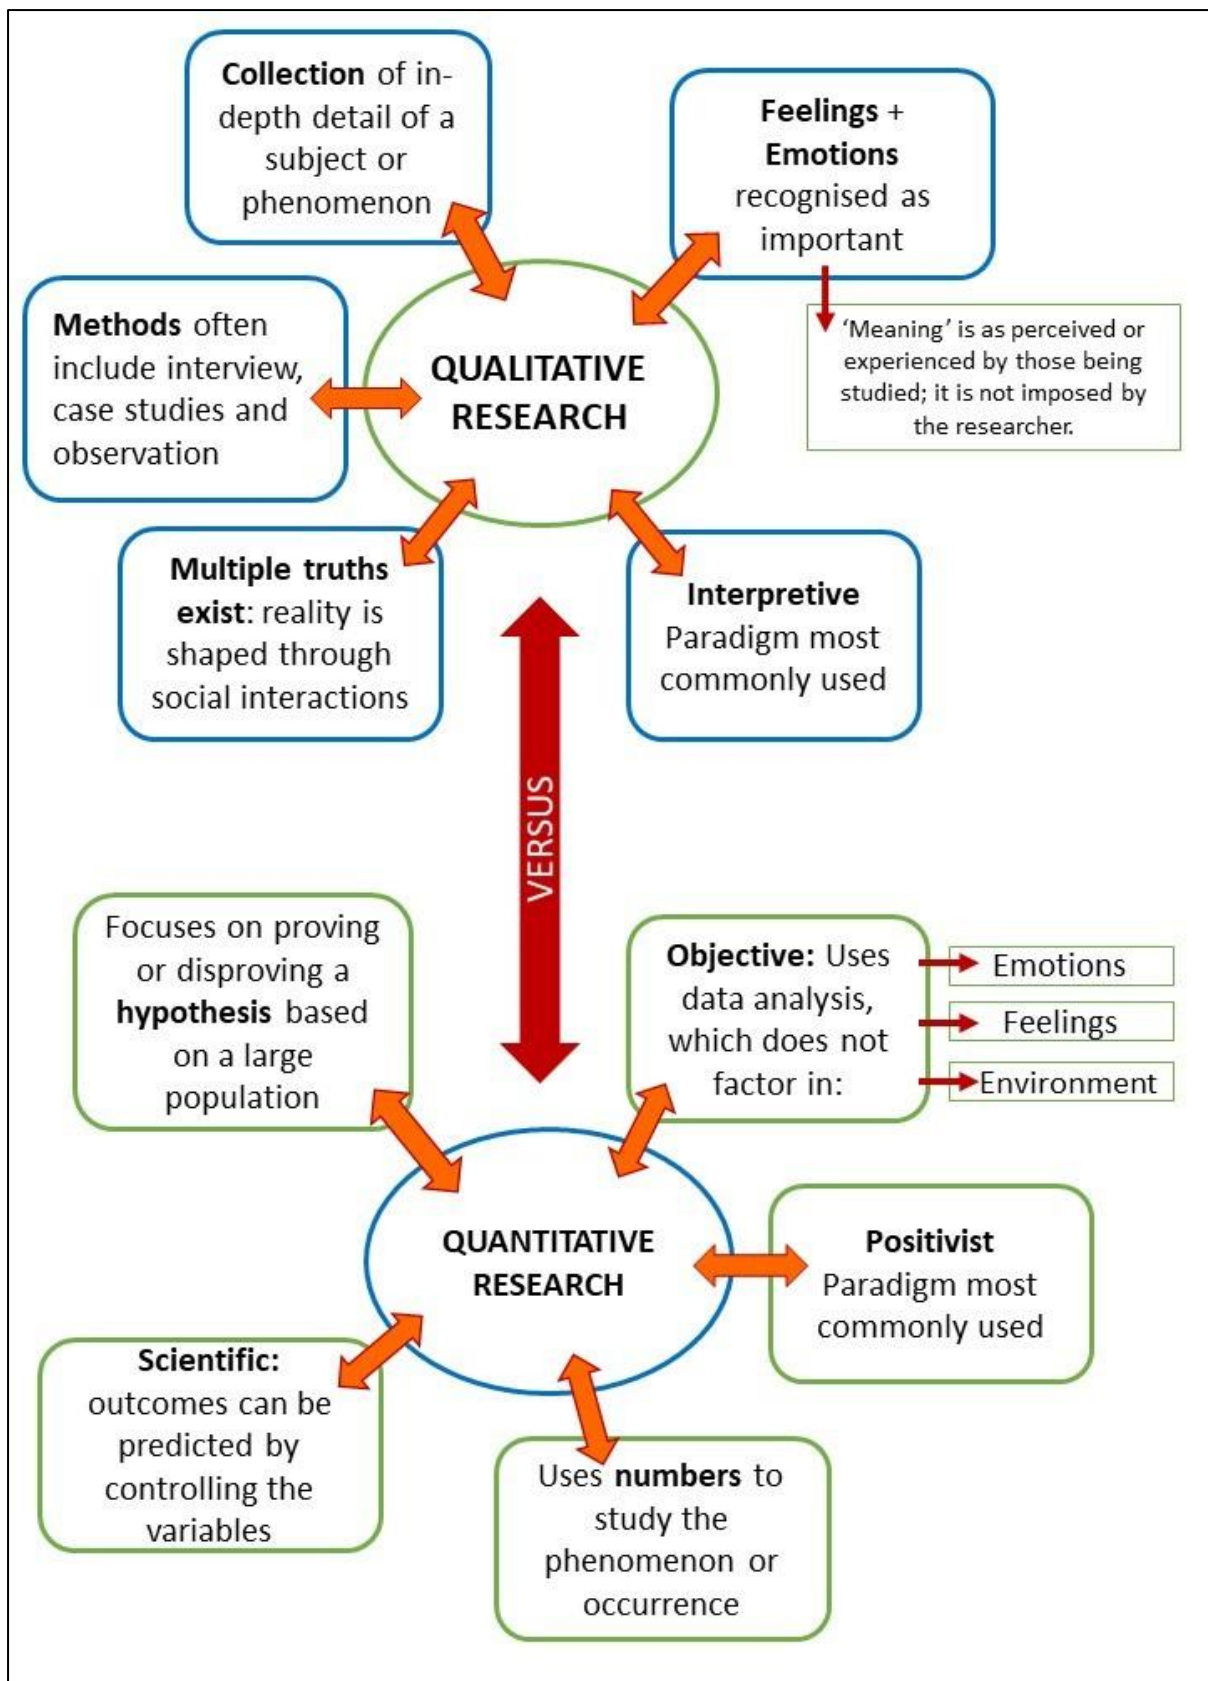 Collection of in-
depth detail of a
subject or
phenomenon
Feelings +
Emotions
recognised as
important
‘Meaning’ is as perceived or
experienced by those being
studied; it is not imposed by
the researcher.
Methods often
include interview,
case studies and
observation
QUALITATIVE
RESEARCH
Multiple truths
exist: reality is
shaped through
social interactions
Interpretive
Paradigm most
commonly used
VERSUS
Focuses on proving
or disproving a
hypothesis based
on a large
population
Objective: Uses
data analysis,
which does not
factor in:
Emotions
Feelings
Environment
QUANTITATIVE
RESEARCH
Positivist
Paradigm most
commonly used
Scientific:
outcomes can be
predicted by
controlling the
variables
Uses numbers to
study the
phenomenon or
occurrence